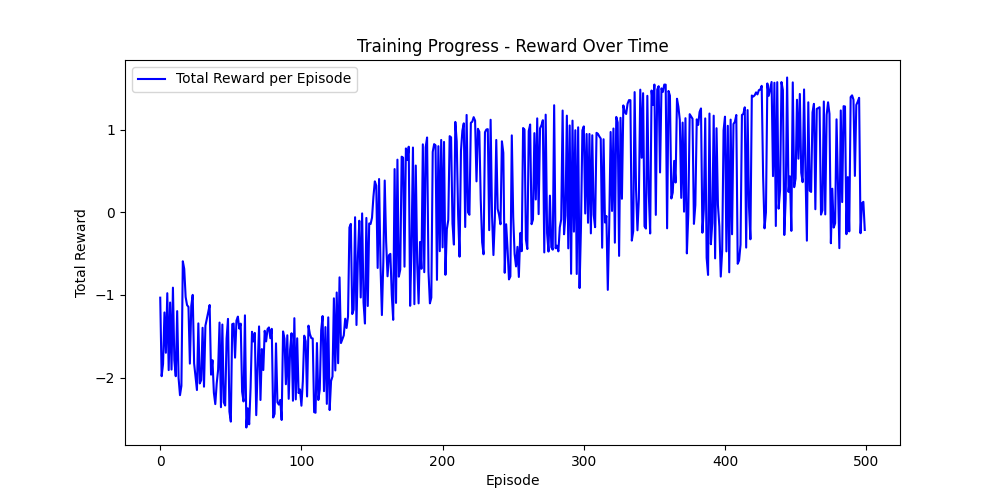 Training Progress - Reward Over Time
Total Reward per Episode
Total Reward
1
0
−1
−2
0 100 200 300 400 500
Episode